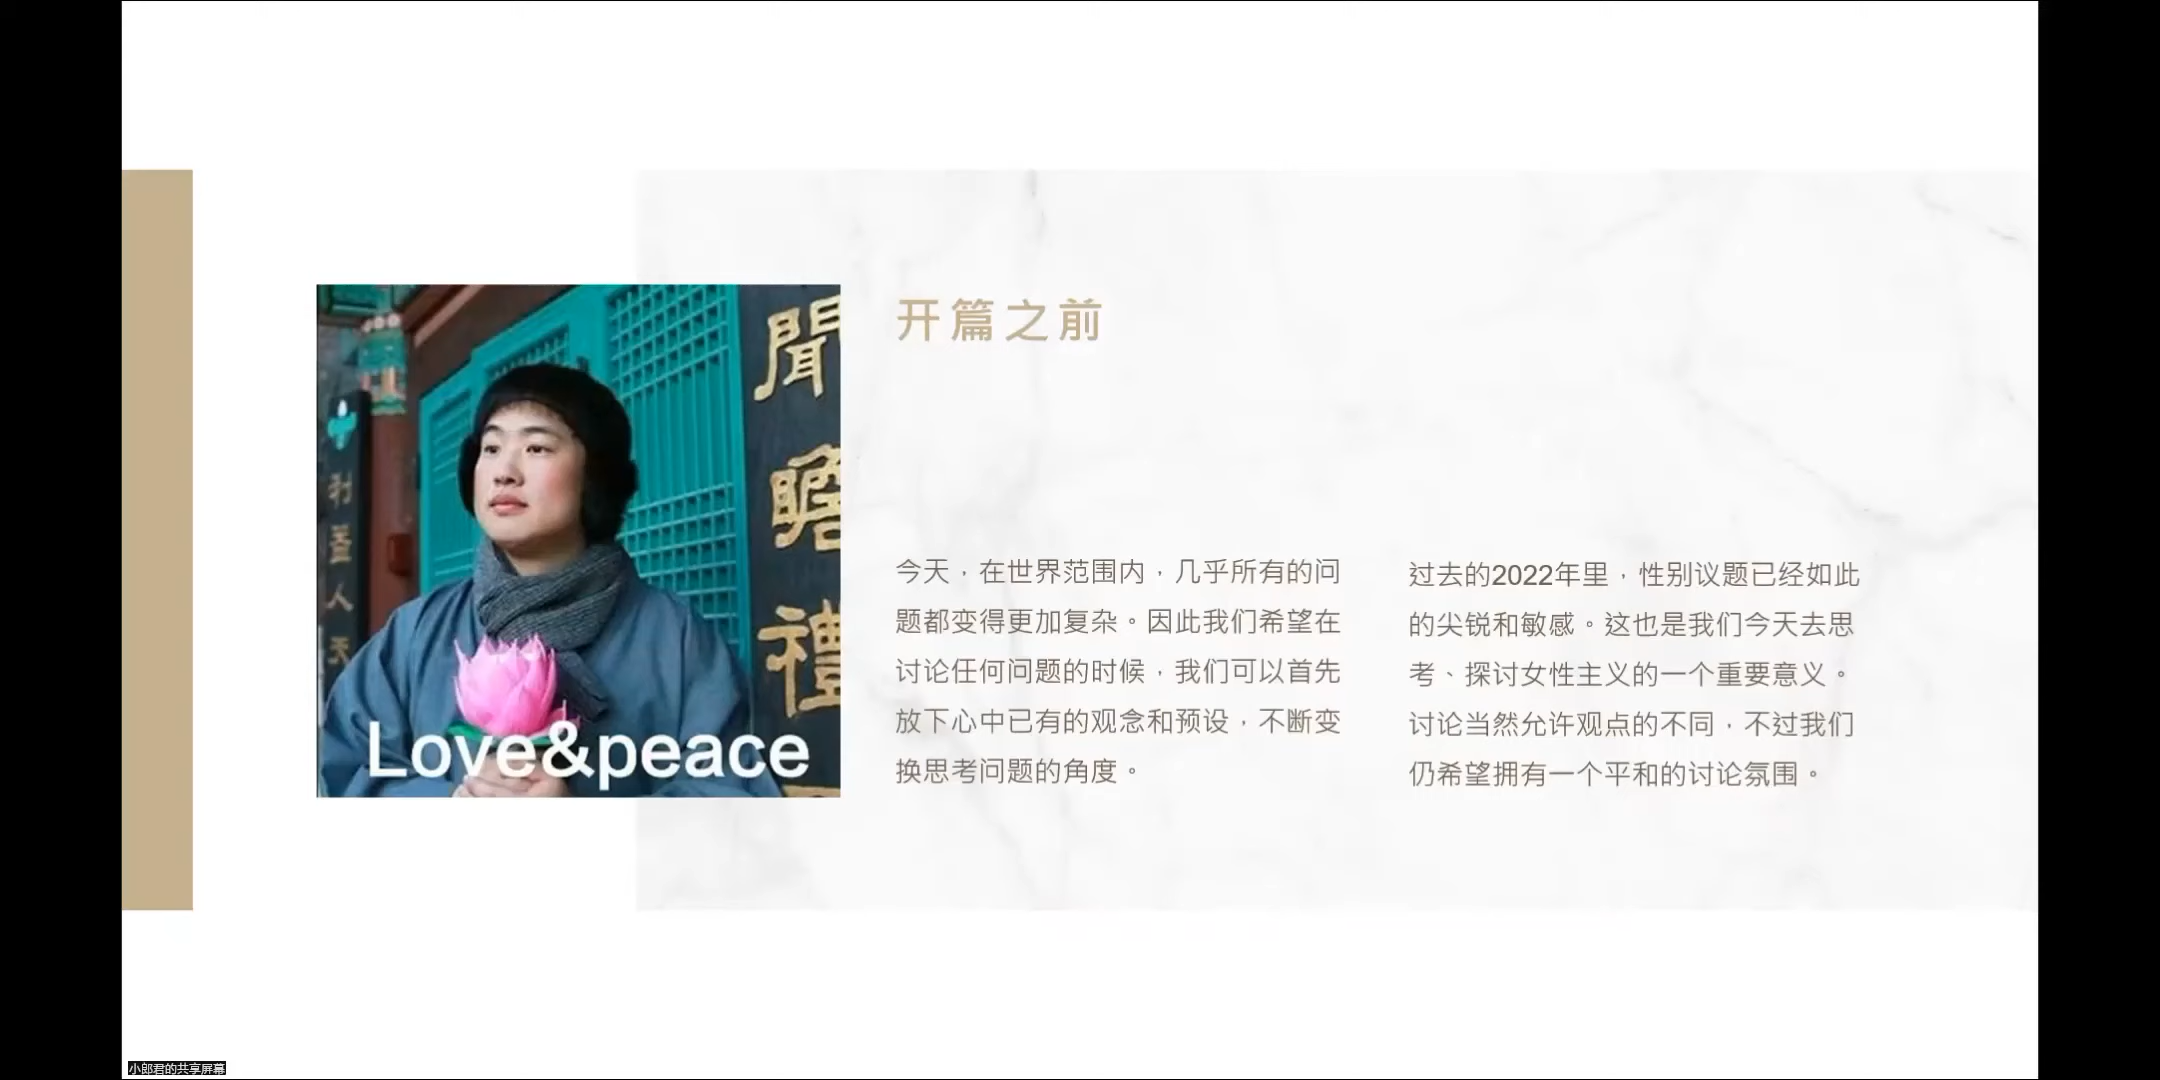 聞
瞻
禮
人
天
Love&peace
开篇之前
今天，在世界范围内，几乎所有的问
题都变得更加复杂。因此我们希望在
讨论任何问题的时候，我们可以首先
放下心中已有的观念和预设，不断变
换思考问题的角度。
过去的2022年里，性别议题已经如此
的尖锐和敏感。这也是我们今天去思
考、探讨女性主义的一个重要意义。
讨论当然允许观点的不同，不过我们
仍希望拥有一个平和的讨论氛围。
小郎君的共享屏幕